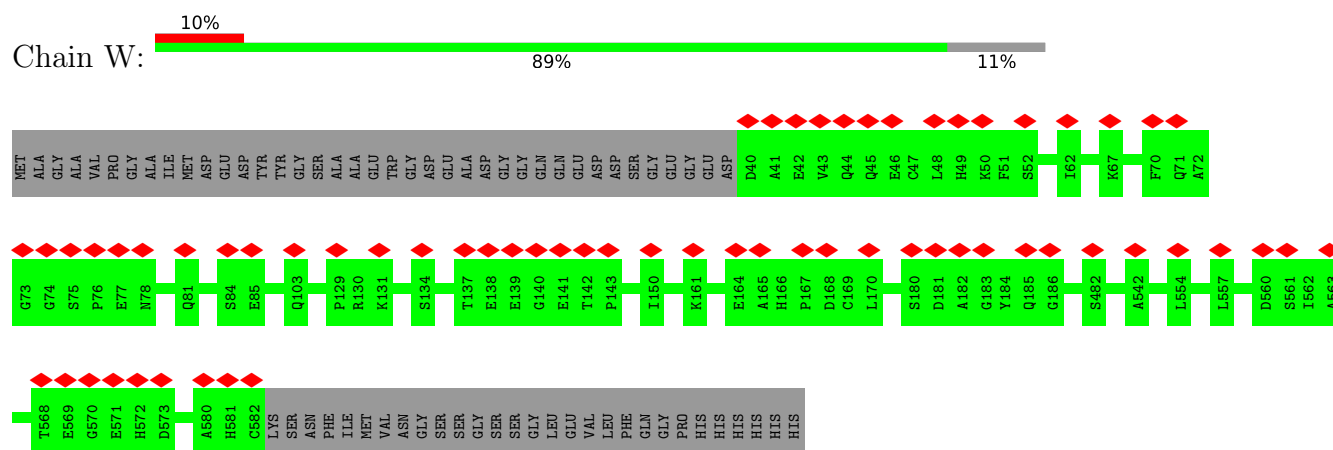 10%
Chain W:
89% 11%
MET ALA GLY ALA VAL PRO GLY ALA ILE MET ASP GLU ASP TYR TYR GLY SER ALA ALA GLU TRP GLY ASP GLU ALA ASP GLY GLY GLN GLN GLU ASP ASP SER GLY GLU GLY GLU ASP D40 A41 E42 V43 Q44 Q45 E46 C47 L48 H49 K50 F51 S52 I62 K67 F70 Q71 A72
G73 G74 S75 P76 E77 N78 Q81 S84 E85 Q103 P129 R130 K131 S134 T137 E138 E139 G140 E141 T142 P143 I150 K161 E164 A165 H166 P167 D168 C169 L170 S180 D181 A182 G183 Y184 Q185 G186 S482 A542 L554 L557 D560 S561 I562 A563
T568 E569 G570 E571 H572 D573 A580 H581 C582 LYS SER ASN PHE ILE MET VAL ASN GLY SER SER GLY SER SER GLY LEU GLU VAL LEU PHE GLN GLY PRO HIS HIS HIS HIS HIS HIS